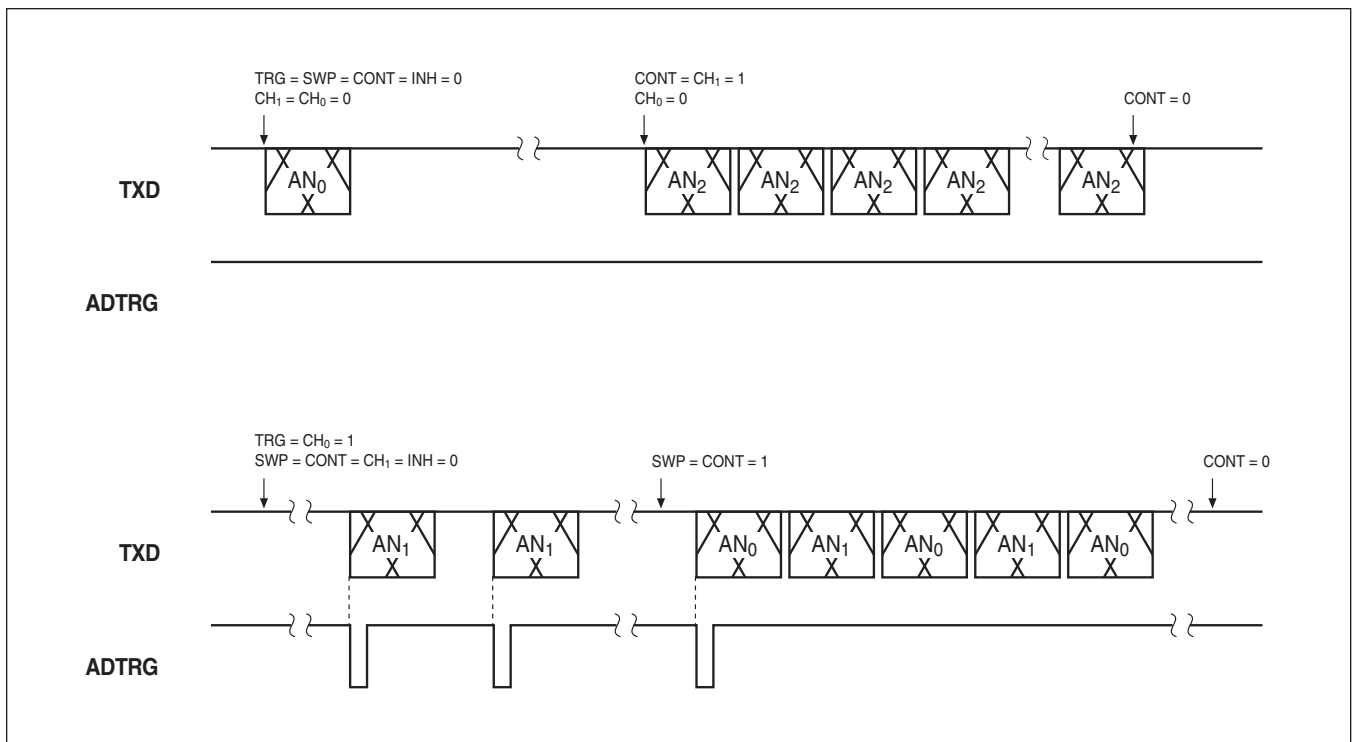 TRG = SWP = CONT = INH = 0
CH₁ = CH₀ = 0
CONT = CH₁ = 1
CH₀ = 0
CONT = 0
TXD
AN₀
AN₂
AN₂
AN₂
AN₂
AN₂
ADTRG
TRG = CH₀ = 1
SWP = CONT = CH₁ = INH = 0
SWP = CONT = 1
CONT = 0
TXD
AN₁
AN₁
AN₀
AN₁
AN₀
AN₁
AN₀
ADTRG